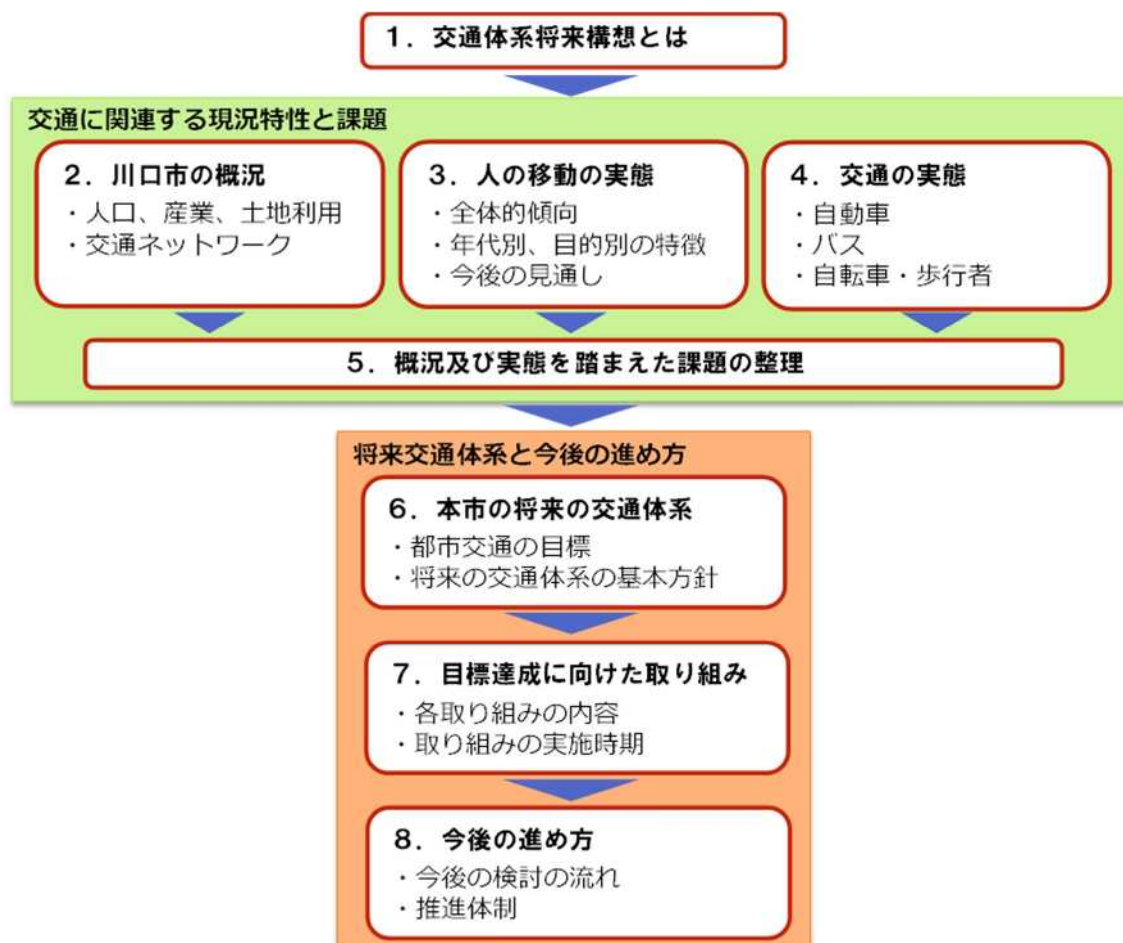 １．交通体系将来構想とは
交通に関連する現況特性と課題
２．川口市の概況
・人口、産業、土地利用
・交通ネットワーク
３．人の移動の実態
・全体的傾向
・年代別、目的別の特徴
・今後の見通し
４．交通の実態
・自動車
・バス
・自転車・歩行者
５．概況及び実態を踏まえた課題の整理
将来交通体系と今後の進め方
６．本市の将来の交通体系
・都市交通の目標
・将来の交通体系の基本方針
７．目標達成に向けた取り組み
・各取り組みの内容
・取り組みの実施時期
８．今後の進め方
・今後の検討の流れ
・推進体制